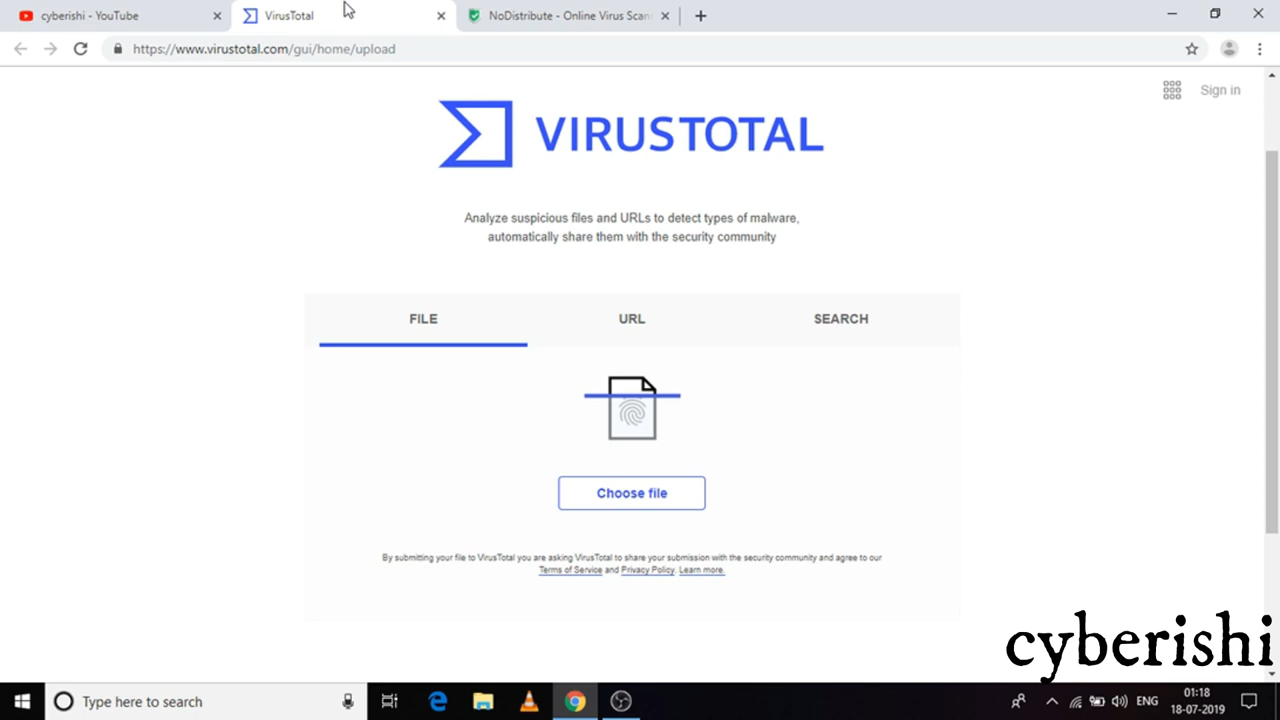 cyberishi - YouTube
VirusTotal
NoDistribute - Online Virus Scan
https://www.virustotal.com/gui/home/upload
Sign in
VIRUSTOTAL
Analyze suspicious files and URLs to detect types of malware,
automatically share them with the security community
FILE URL SEARCH
Choose file
By submitting your file to VirusTotal you are asking VirusTotal to share your submission with the security community and agree to our
Terms of Service and Privacy Policy. Learn more.
cyberishi
Type here to search
ENG
01:18
18-07-2019